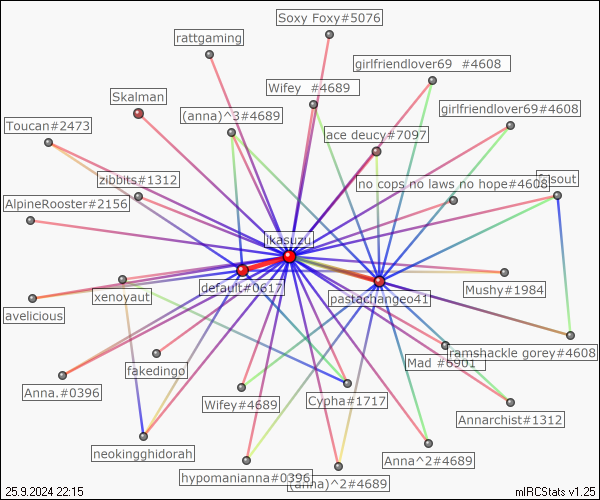 Soxy Foxy#5076
rattgaming
girlfriendlover69 #4608
Wifey #4689
Skalman
(anna)^3#4689
girlfriendlover69#4608
Toucan#2473
ace deucy#7097
zibbits#1312
no cops no laws no hope#4608
AlpineRooster#2156
ikasuzu
default#0617
pastachangeo41
Mushy#1984
xenoyaut
avelicious
ramshackle gorey#4608
fakedingo
Mad #6901
Anna.#0396
Wifey#4689
Cypha#1717
Annarchist#1312
neokingghidorah
Anna^2#4689
hypomanianna#0396
(anna)^2#4689
25.9.2024 22:15
mIRCStats v1.25